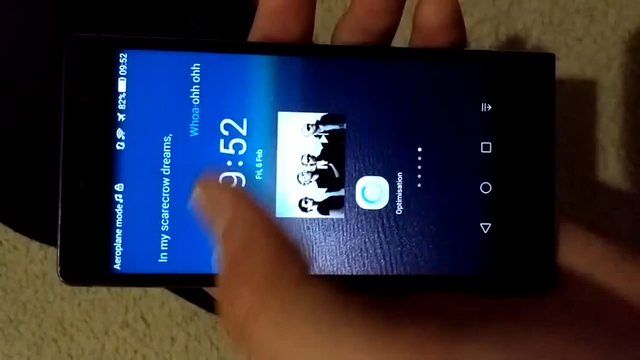 Aeroplane mode 82% 09:52
In my scarecrow dreams,
Whoa-ohh ohh
9:52
Fri, 6 Feb
Optimisation